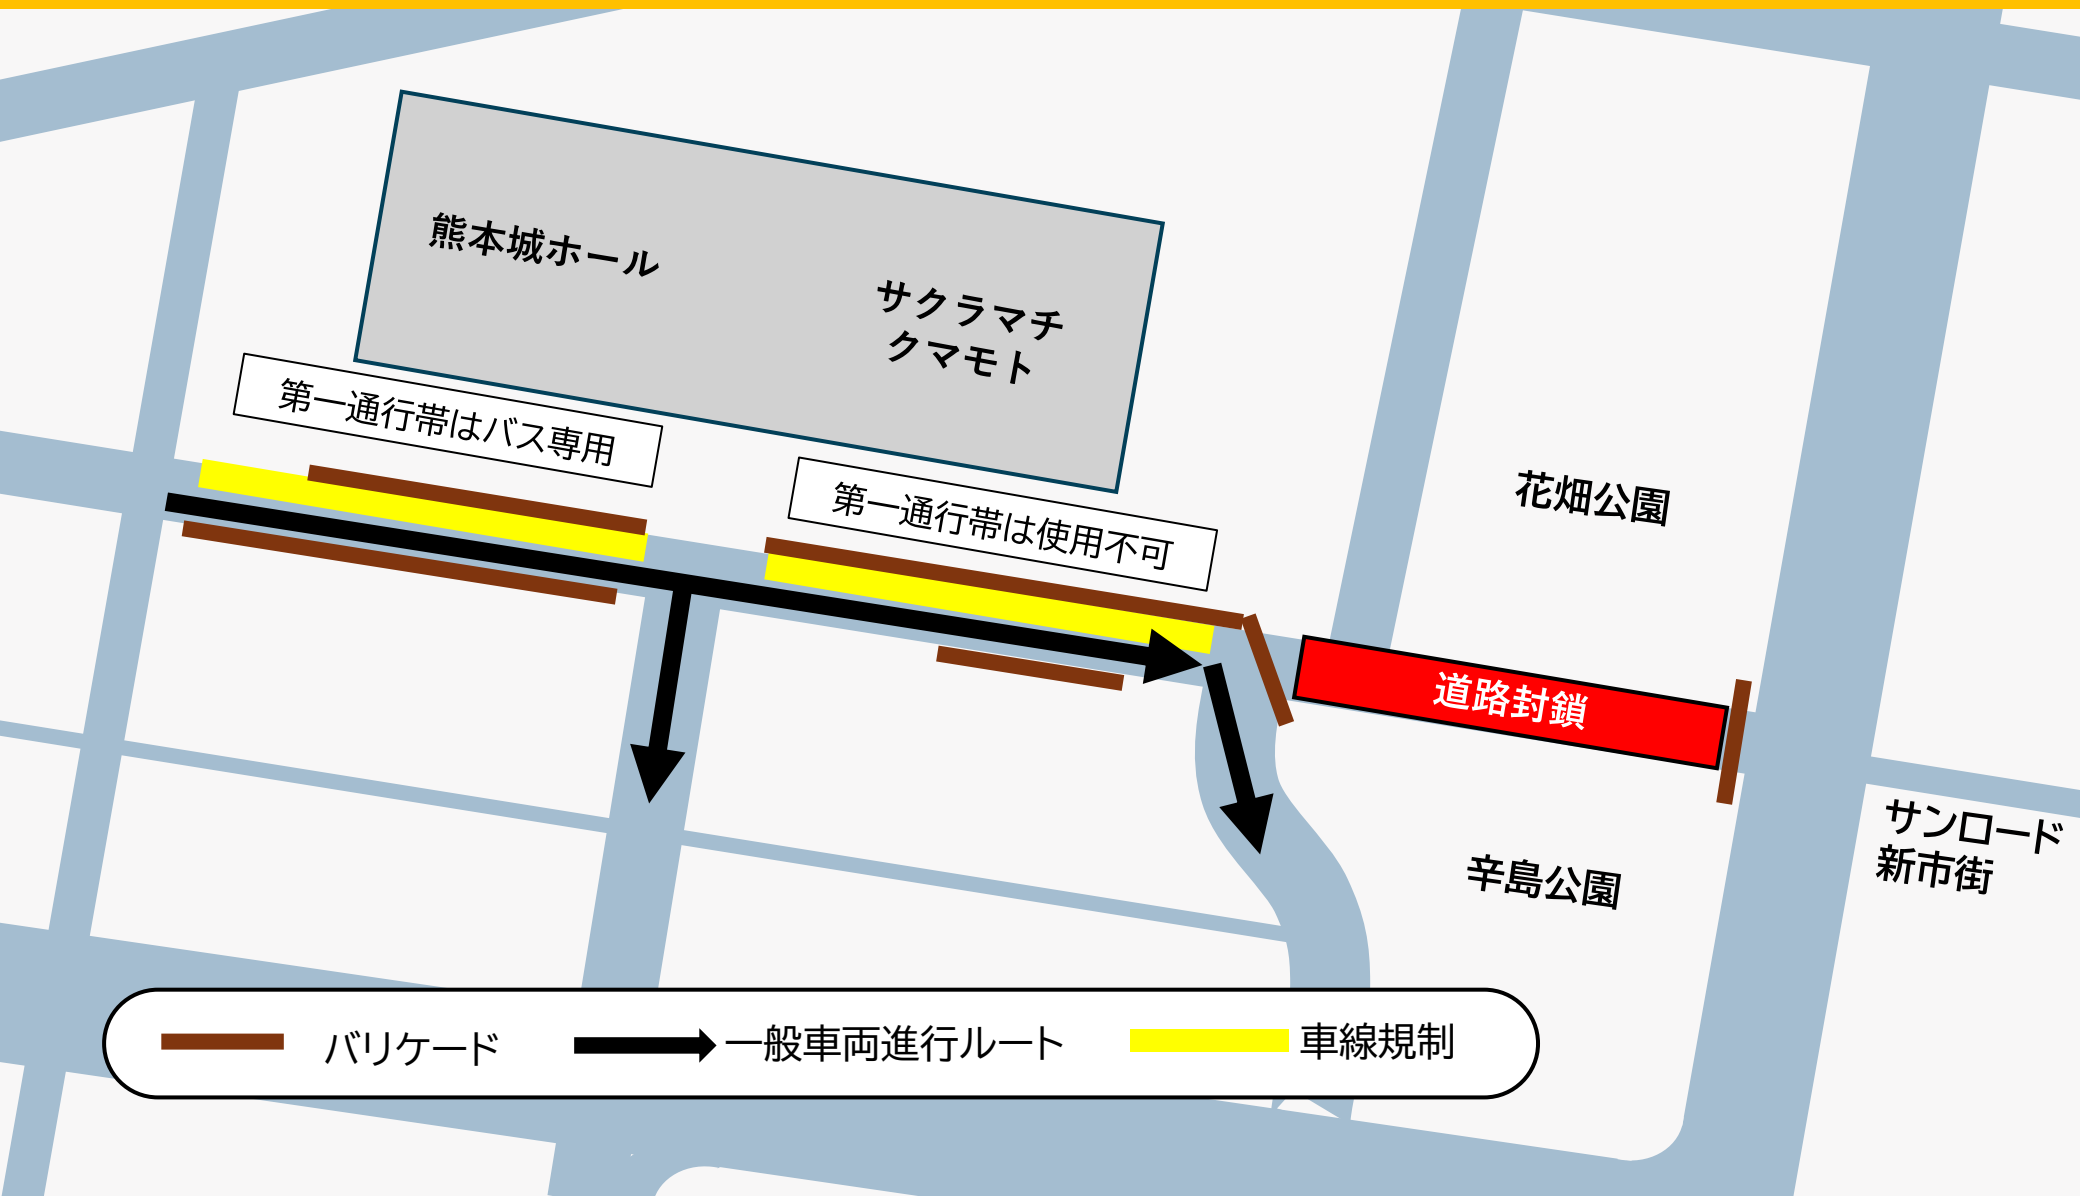 熊本城ホール
サクラマチ
クマモト
第一通行帯はバス専用
第一通行帯は使用不可
花畑公園
道路封鎖
サンロード
新市街
辛島公園
バリケード
一般車両進行ルート
車線規制